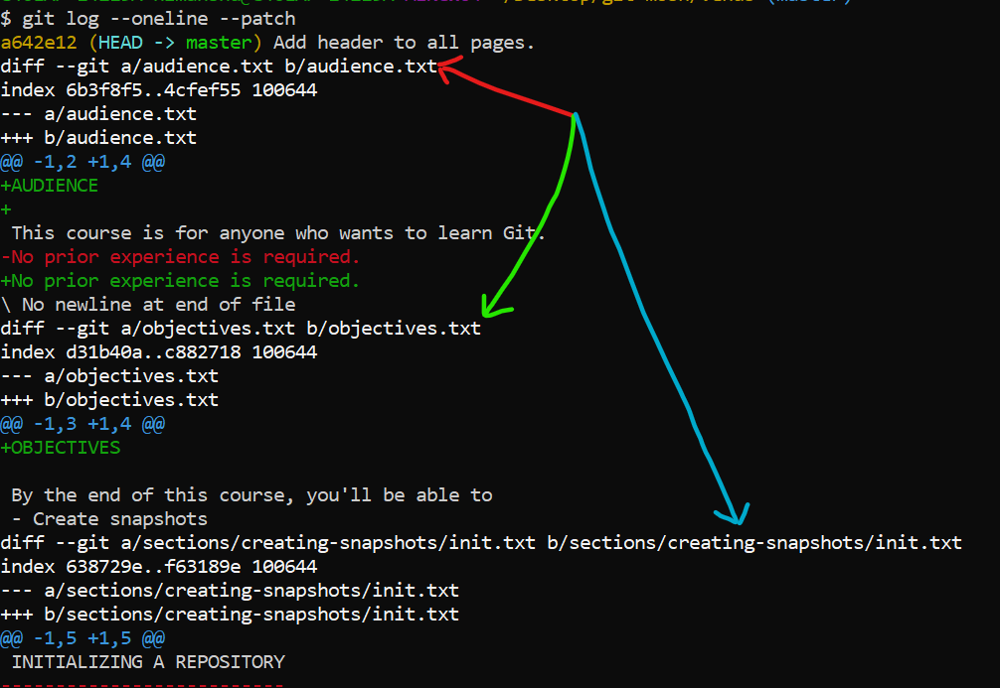 $ git log --oneline --patch
a642e12 (HEAD -> master) Add header to all pages.
diff --git a/audience.txt b/audience.txt
index 6b3f8f5..4cfef55 100644
--- a/audience.txt
+++ b/audience.txt
@@ -1,2 +1,4 @@
+AUDIENCE
+
 This course is for anyone who wants to learn Git.
-No prior experience is required.
+No prior experience is required.
\ No newline at end of file
diff --git a/objectives.txt b/objectives.txt
index d31b40a..c882718 100644
--- a/objectives.txt
+++ b/objectives.txt
@@ -1,3 +1,4 @@
+OBJECTIVES

 By the end of this course, you'll be able to
 - Create snapshots
diff --git a/sections/creating-snapshots/init.txt b/sections/creating-snapshots/init.txt
index 638729e..f63189e 100644
--- a/sections/creating-snapshots/init.txt
+++ b/sections/creating-snapshots/init.txt
@@ -1,5 +1,5 @@
 INITIALIZING A REPOSITORY